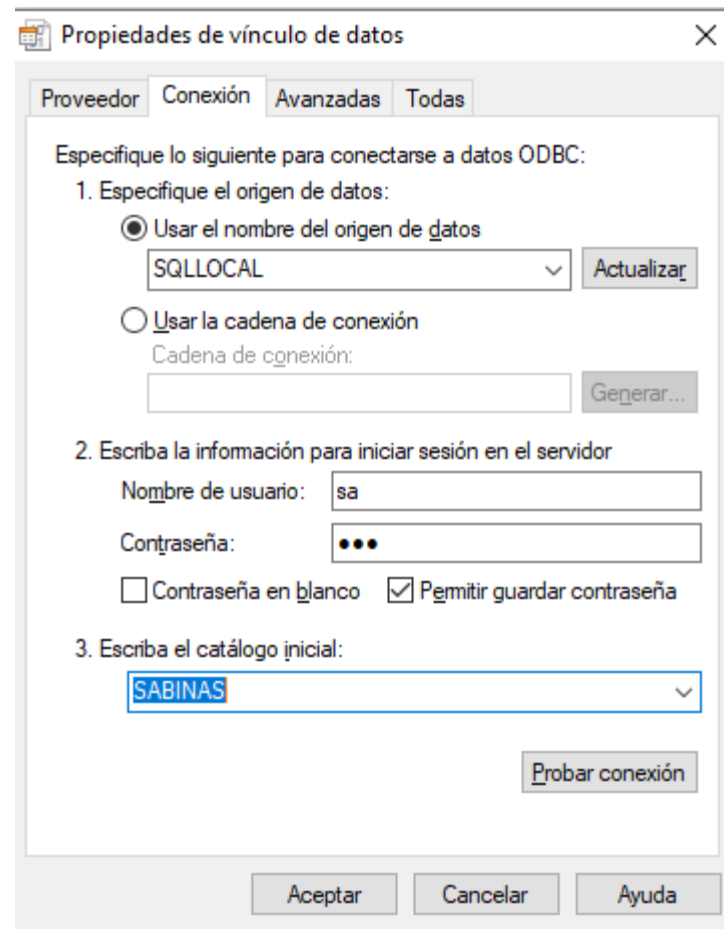 Propiedades de vínculo de datos
Proveedor Conexión Avanzadas Todas
Especifique lo siguiente para conectarse a datos ODBC:
1. Especifique el origen de datos:
Usar el nombre del origen de datos
SQLLOCAL Actualizar
Usar la cadena de conexión
Cadena de conexión:
Generar...
2. Escriba la información para iniciar sesión en el servidor
Nombre de usuario: sa
Contraseña: ●●●
Contraseña en blanco Permitir guardar contraseña
3. Escriba el catálogo inicial:
SABINAS
Probar conexión
Aceptar Cancelar Ayuda